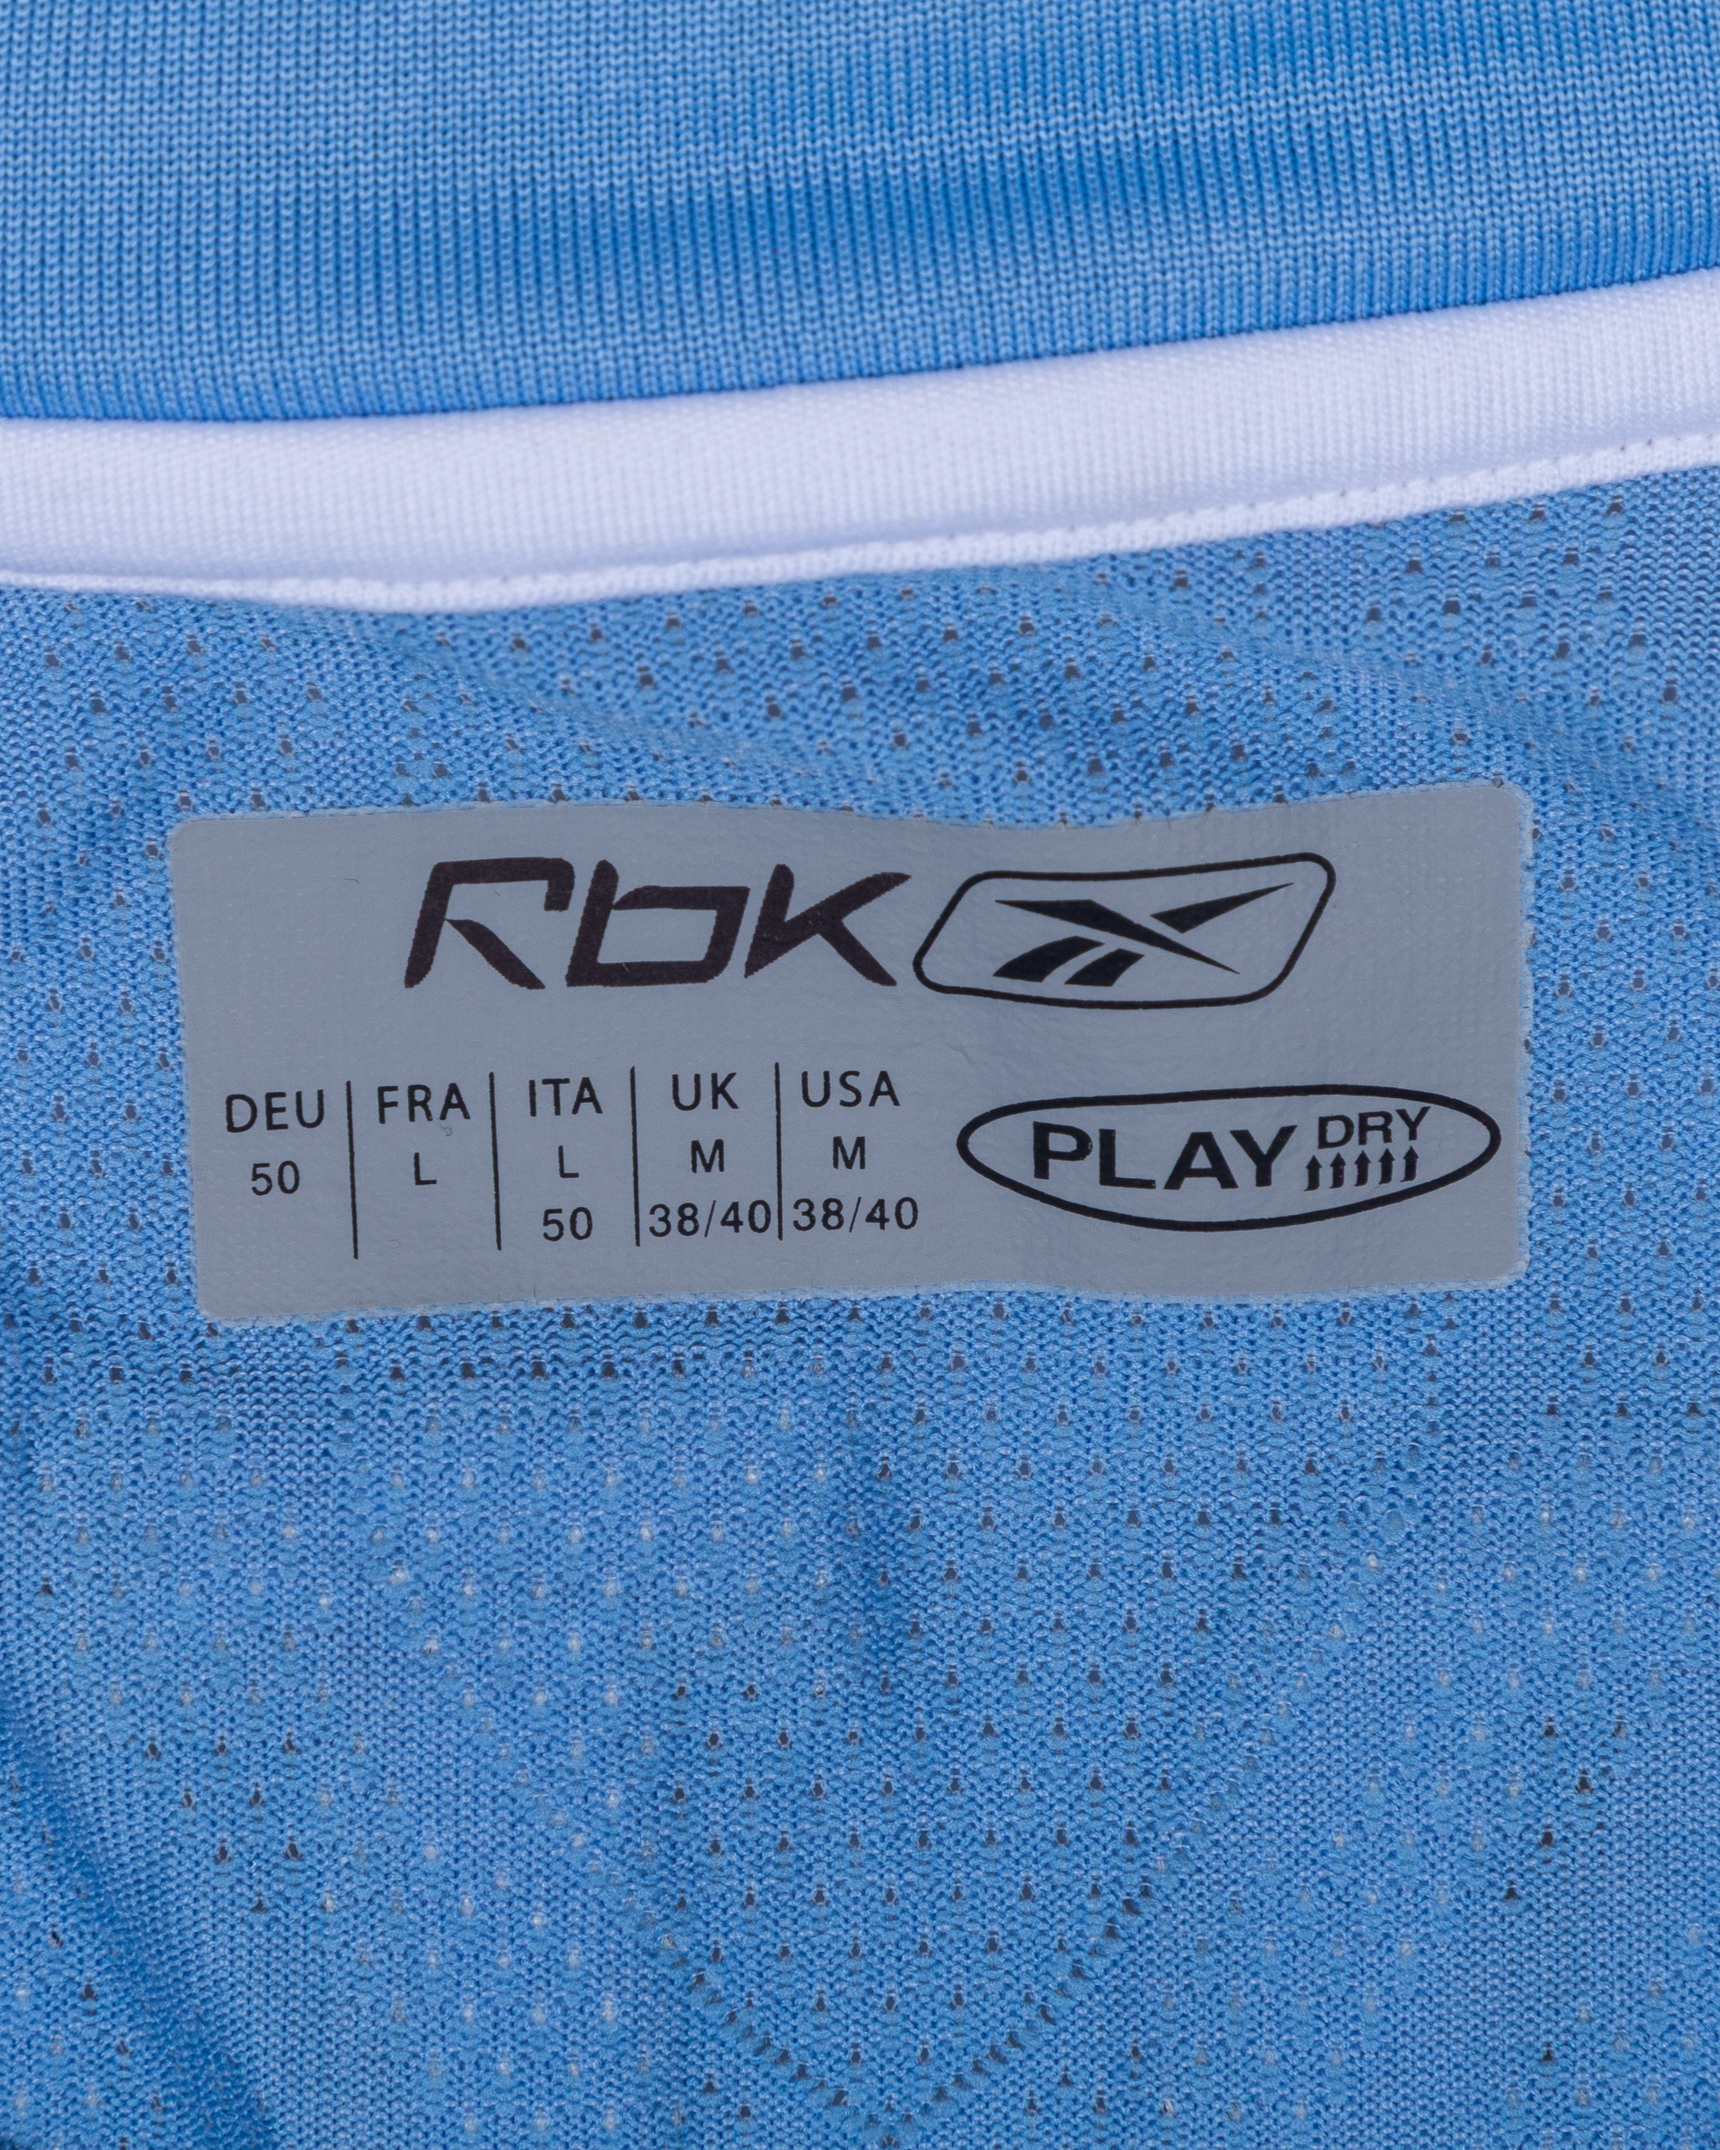 Rbk
DEU FRA ITA UK USA
50 L L M M
50 38/40 38/40
PLAY DRY